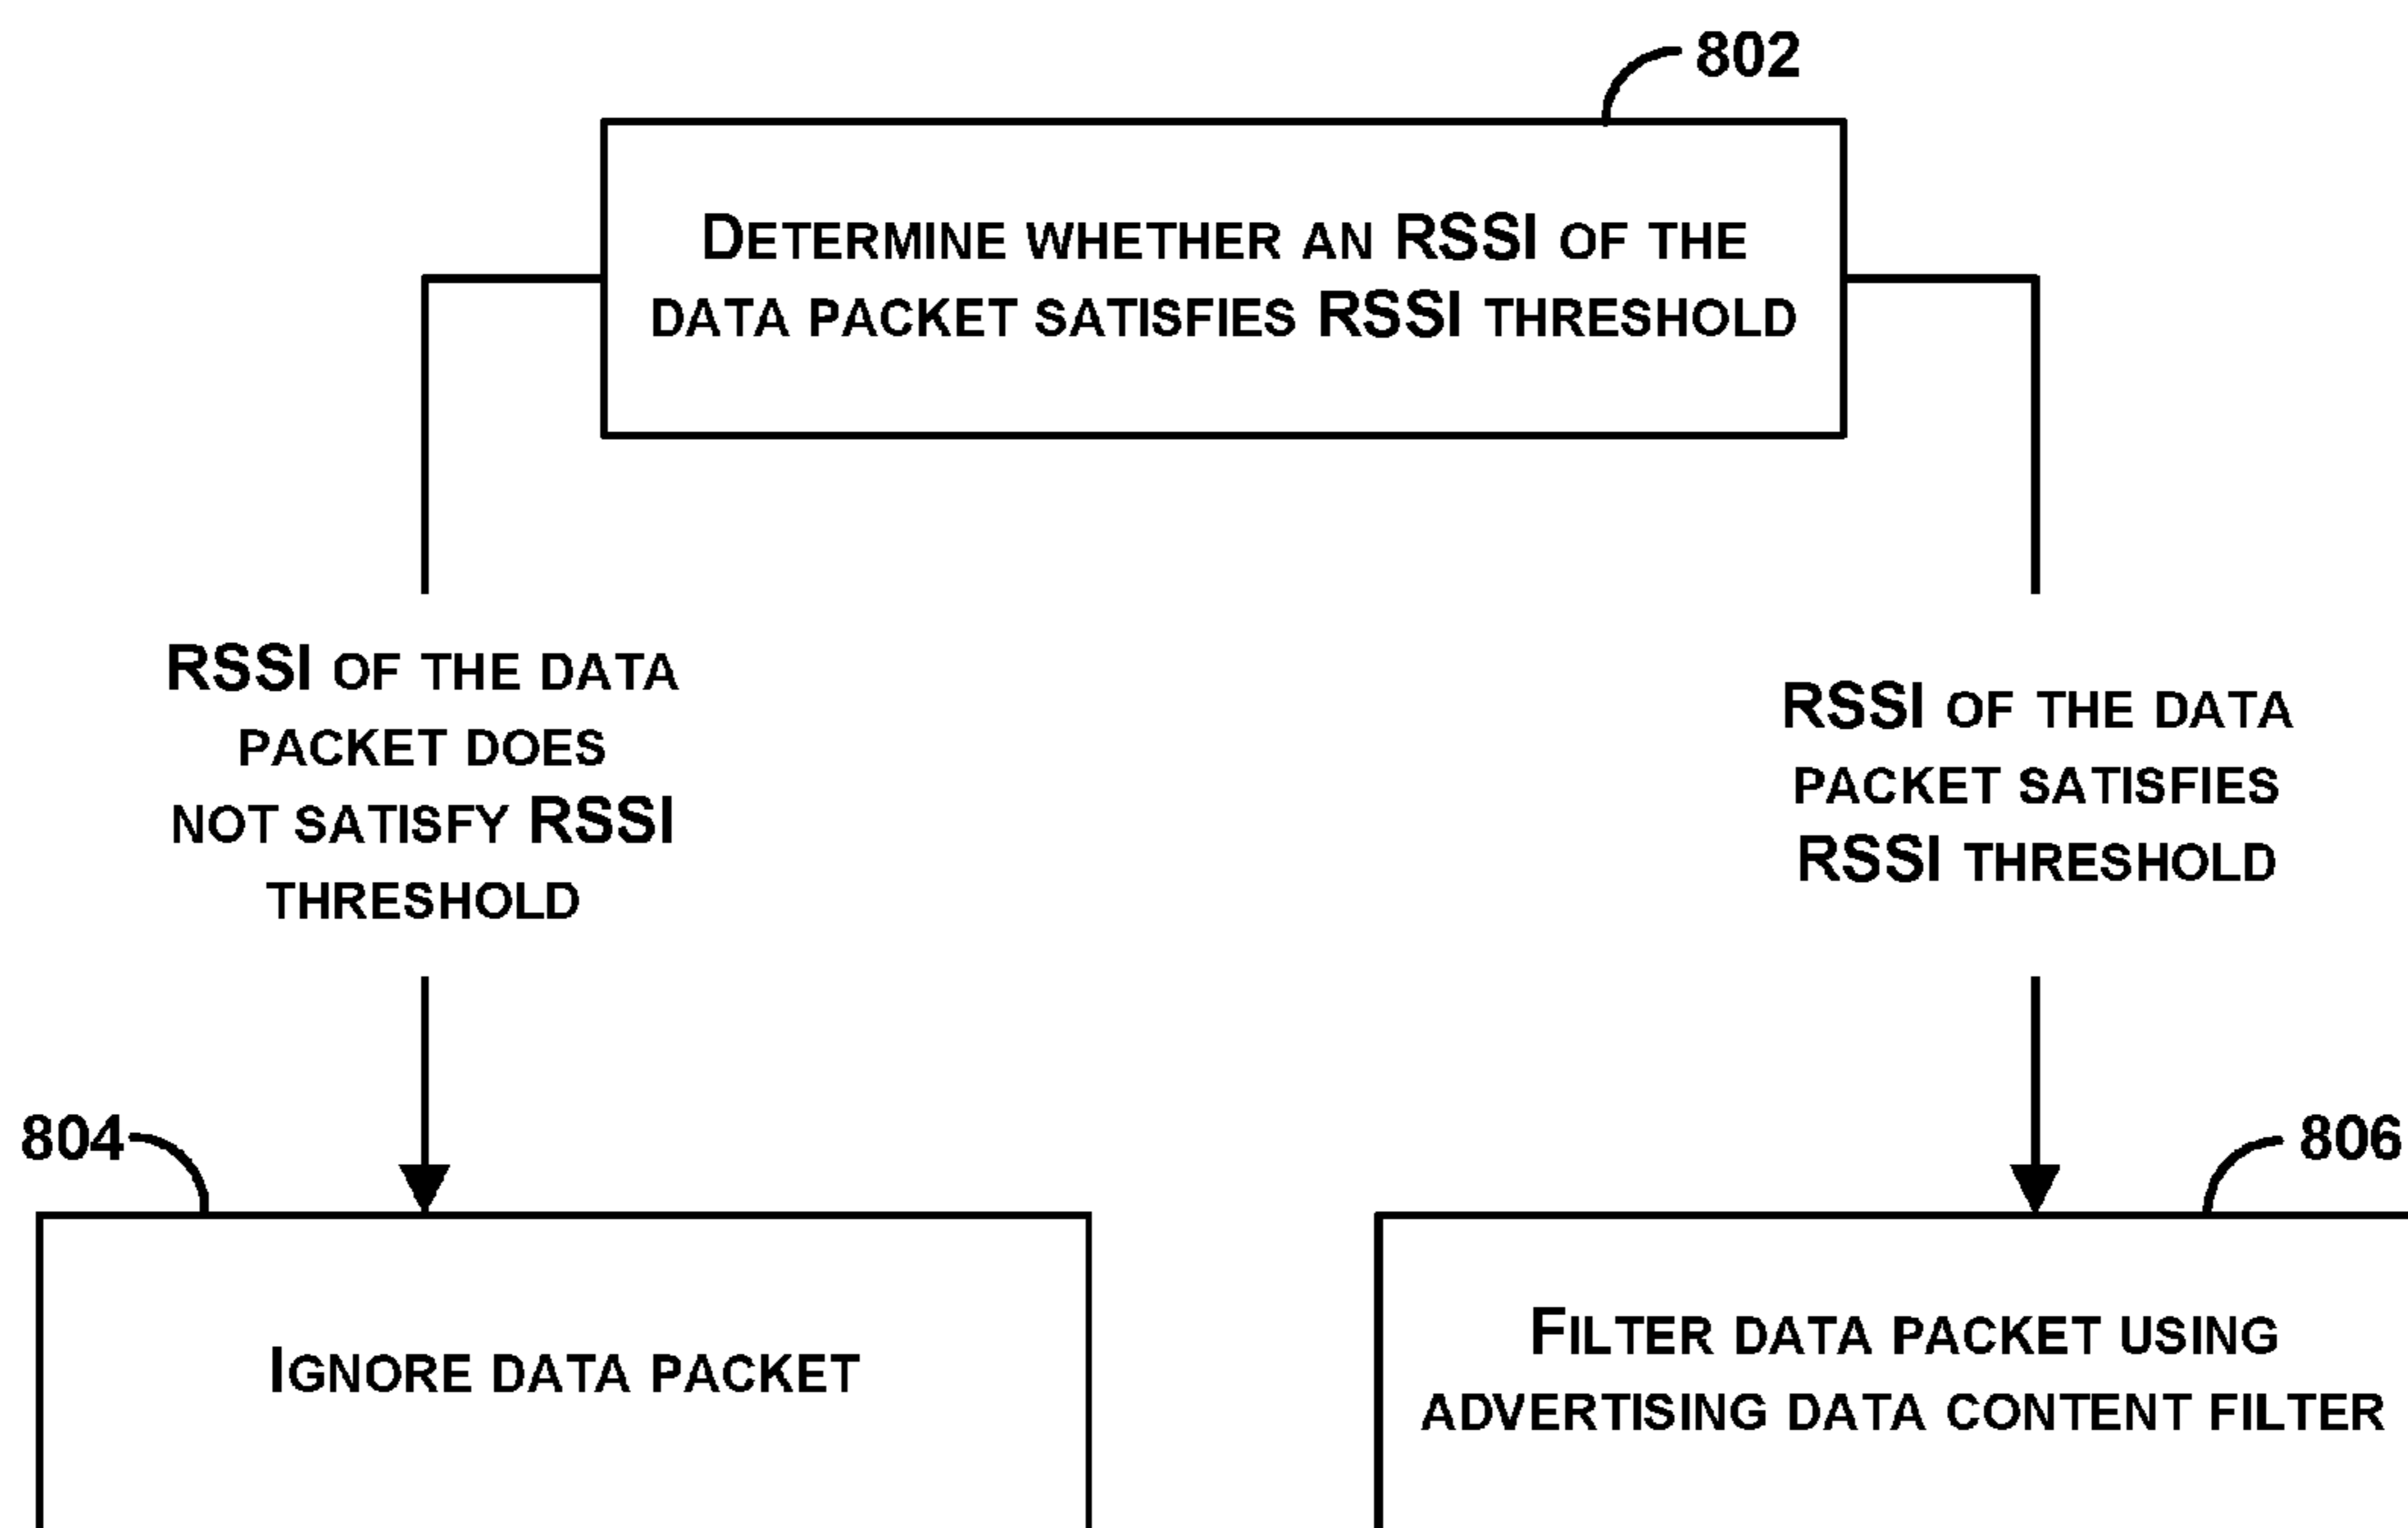 802
DETERMINE WHETHER AN RSSI OF THE
DATA PACKET SATISFIES RSSI THRESHOLD
RSSI OF THE DATA
PACKET DOES
NOT SATISFY RSSI
THRESHOLD
RSSI OF THE DATA
PACKET SATISFIES
RSSI THRESHOLD
804
806
IGNORE DATA PACKET
FILTER DATA PACKET USING
ADVERTISING DATA CONTENT FILTER